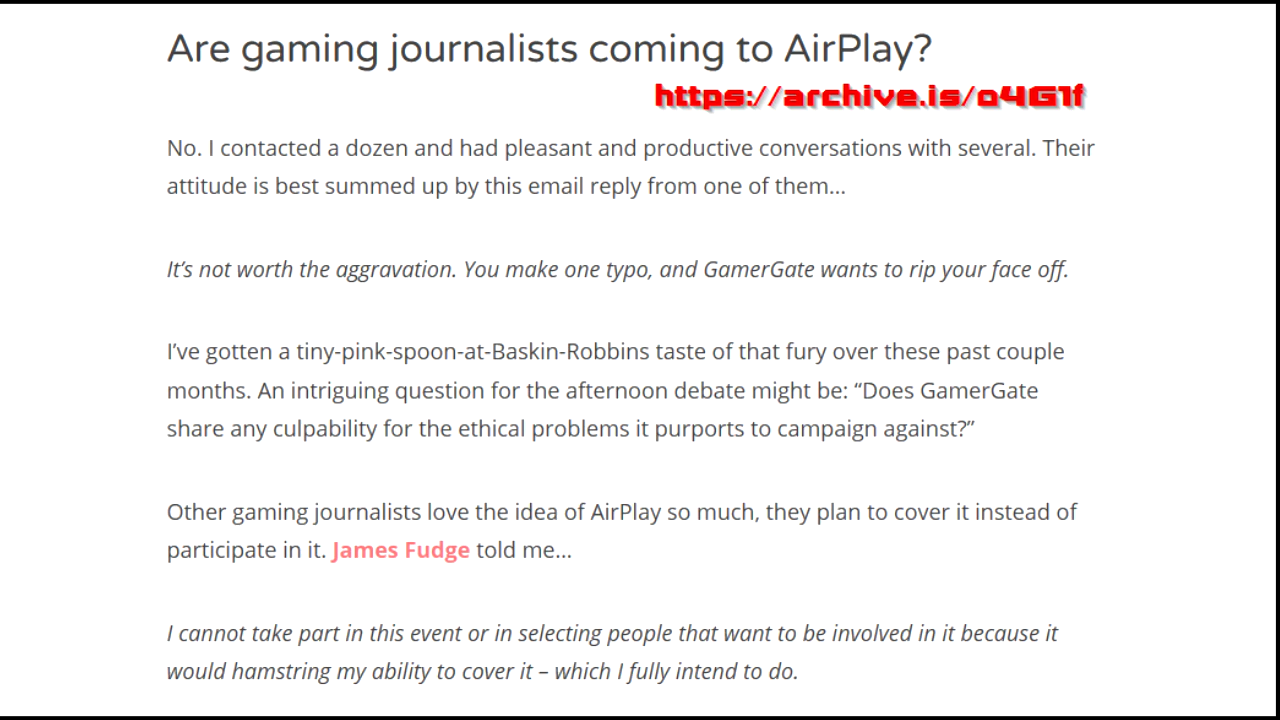 Are gaming journalists coming to AirPlay?
https://archive.is/o4G1f
No. I contacted a dozen and had pleasant and productive conversations with several. Their
attitude is best summed up by this email reply from one of them…
It’s not worth the aggravation. You make one typo, and GamerGate wants to rip your face off.
I’ve gotten a tiny-pink-spoon-at-Baskin-Robbins taste of that fury over these past couple
months. An intriguing question for the afternoon debate might be: “Does GamerGate
share any culpability for the ethical problems it purports to campaign against?”
Other gaming journalists love the idea of AirPlay so much, they plan to cover it instead of
participate in it. James Fudge told me…
I cannot take part in this event or in selecting people that want to be involved in it because it
would hamstring my ability to cover it – which I fully intend to do.